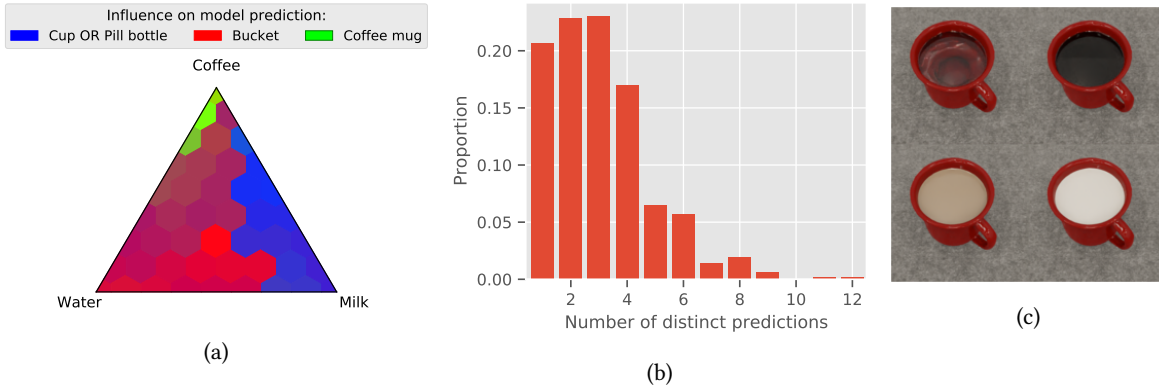 Influence on model prediction:
Cup OR Pill bottle Bucket Coffee mug
Coffee
Water
Milk
(a)
Proportion
0.20
0.15
0.10
0.05
0.00
2 4 6 8 10 12
Number of distinct predictions
(b)
(c)